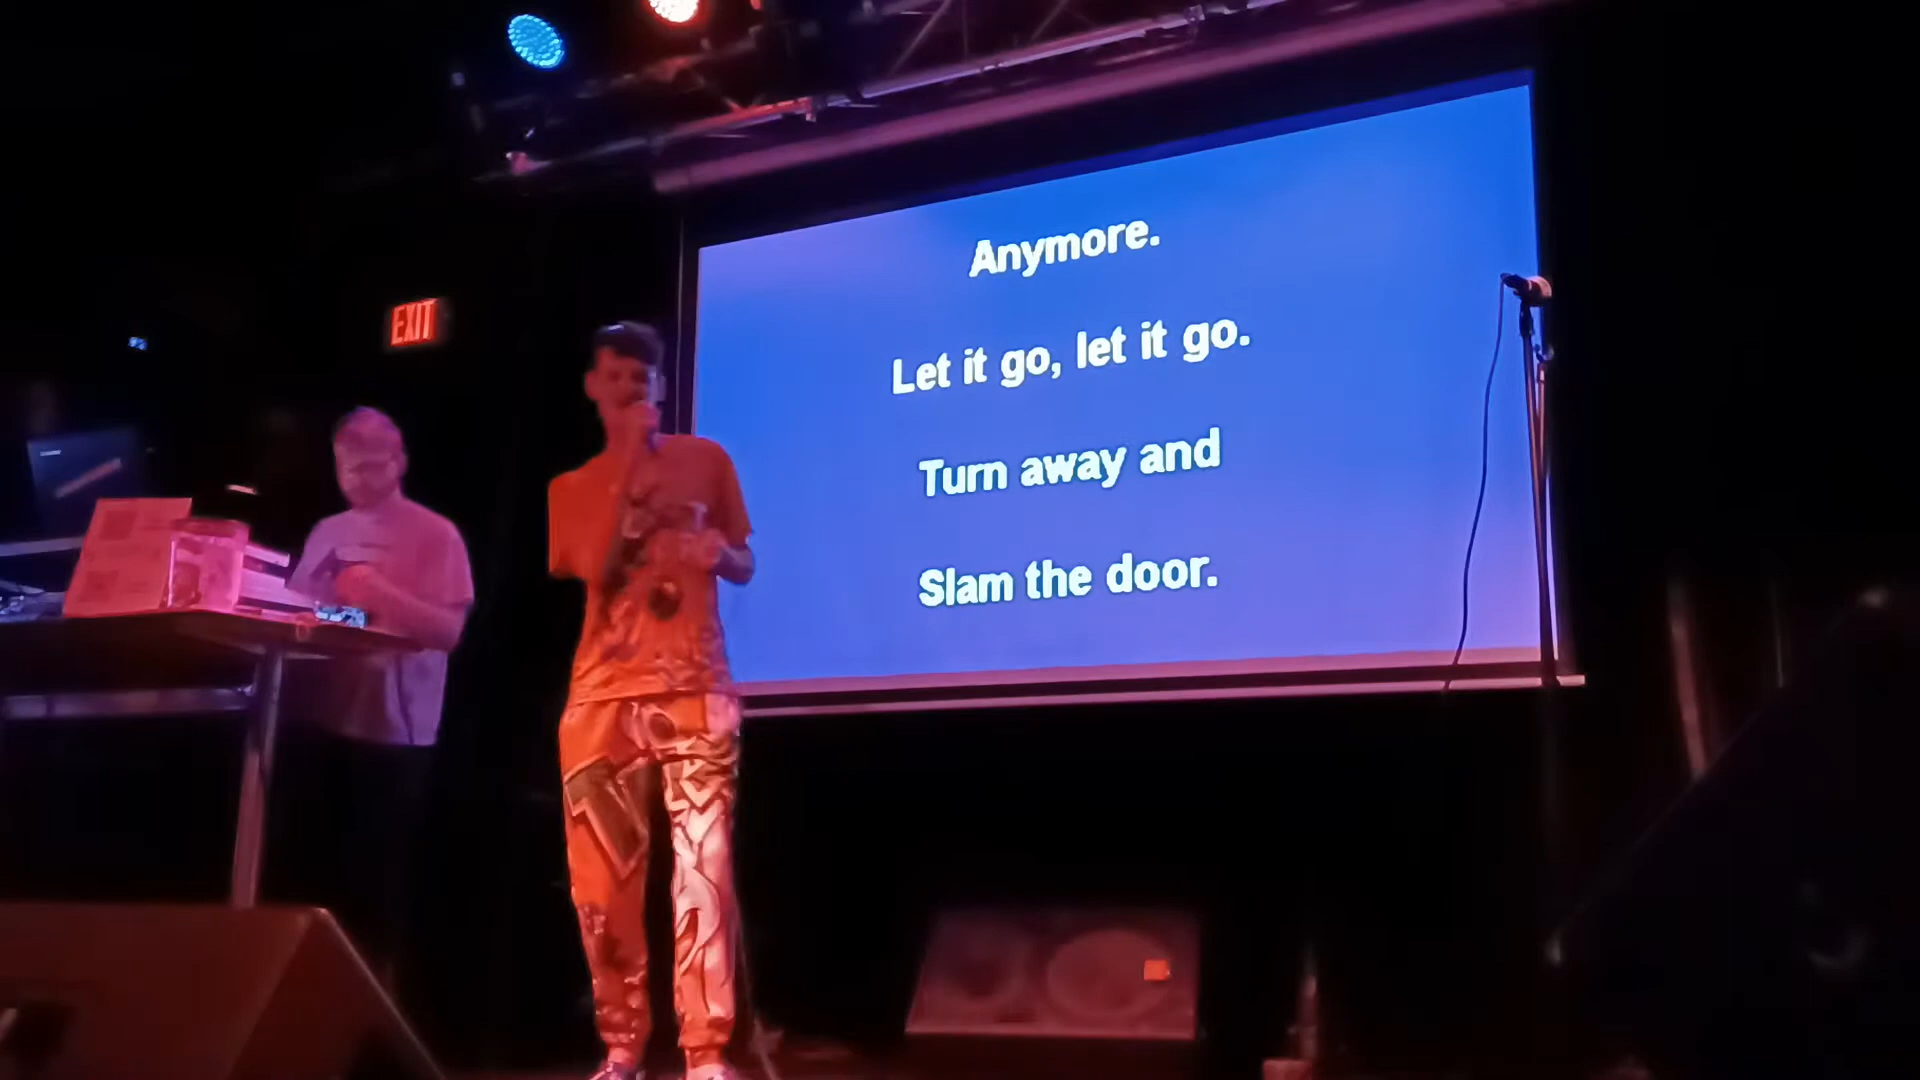 EXIT
Anymore.
Let it go, let it go.
Turn away and
Slam the door.